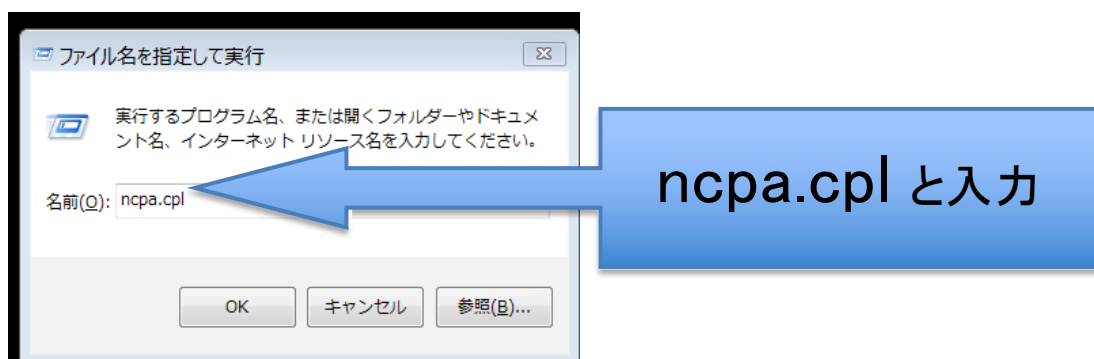 ファイル名を指定して実行
実行するプログラム名、または開くフォルダーやドキュメ
ント名、インターネット リソース名を入力してください。
名前(O): ncpa.cpl
ncpa.cpl と入力
OK キャンセル 参照(B)...